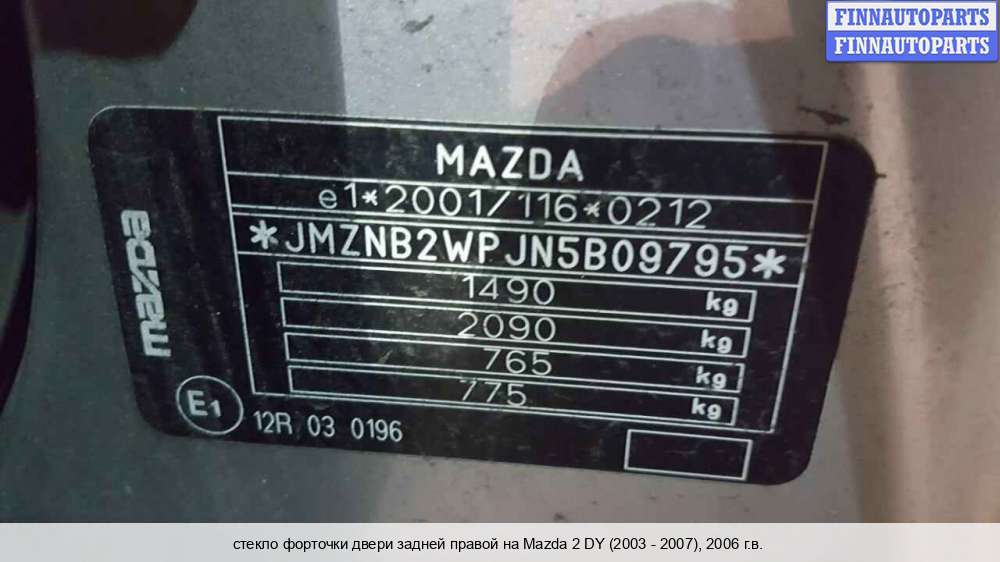 FINNAUTOPARTS
FINNAUTOPARTS
MAZDA
e1*2001/116*0212
*JMZNB2WPJN5B09795*
1490 kg
2090 kg
765 kg
775 kg
mazda
E1
12R 03 0196
стекло форточки двери задней правой на Mazda 2 DY (2003 - 2007), 2006 г.в.